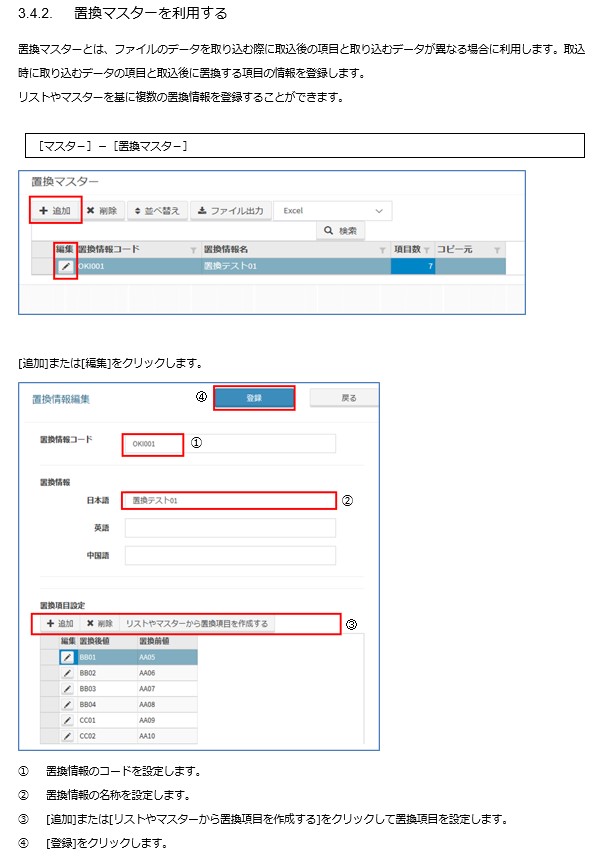 3.4.2. 置換マスターを利用する
置換マスターとは、ファイルのデータを取り込む際に取込後の項目と取り込むデータが異なる場合に利用します。取込
時に取り込むデータの項目と取込後に置換する項目の情報を登録します。
リストやマスターを基に複数の置換情報を登録することができます。
［マスター］－［置換マスター］
置換マスター
追加 削除 並べ替え ファイル出力 Excel
検索
編集 置換情報コード 置換情報名 項目数 コピー元
OKI001 置換テスト01 7
[追加]または[編集]をクリックします。
置換情報編集 ④ 登録 戻る
置換情報コード OKI001 ①
置換情報
日本語 置換テスト01 ②
英語
中国語
置換項目設定
追加 削除 リストやマスターから置換項目を作成する ③
編集 置換後値 置換前値
BB01 AA05
BB02 AA06
BB03 AA07
BB04 AA08
CC01 AA09
CC02 AA10
① 置換情報のコードを設定します。
② 置換情報の名称を設定します。
③ [追加]または[リストやマスターから置換項目を作成する]をクリックして置換項目を設定します。
④ [登録]をクリックします。